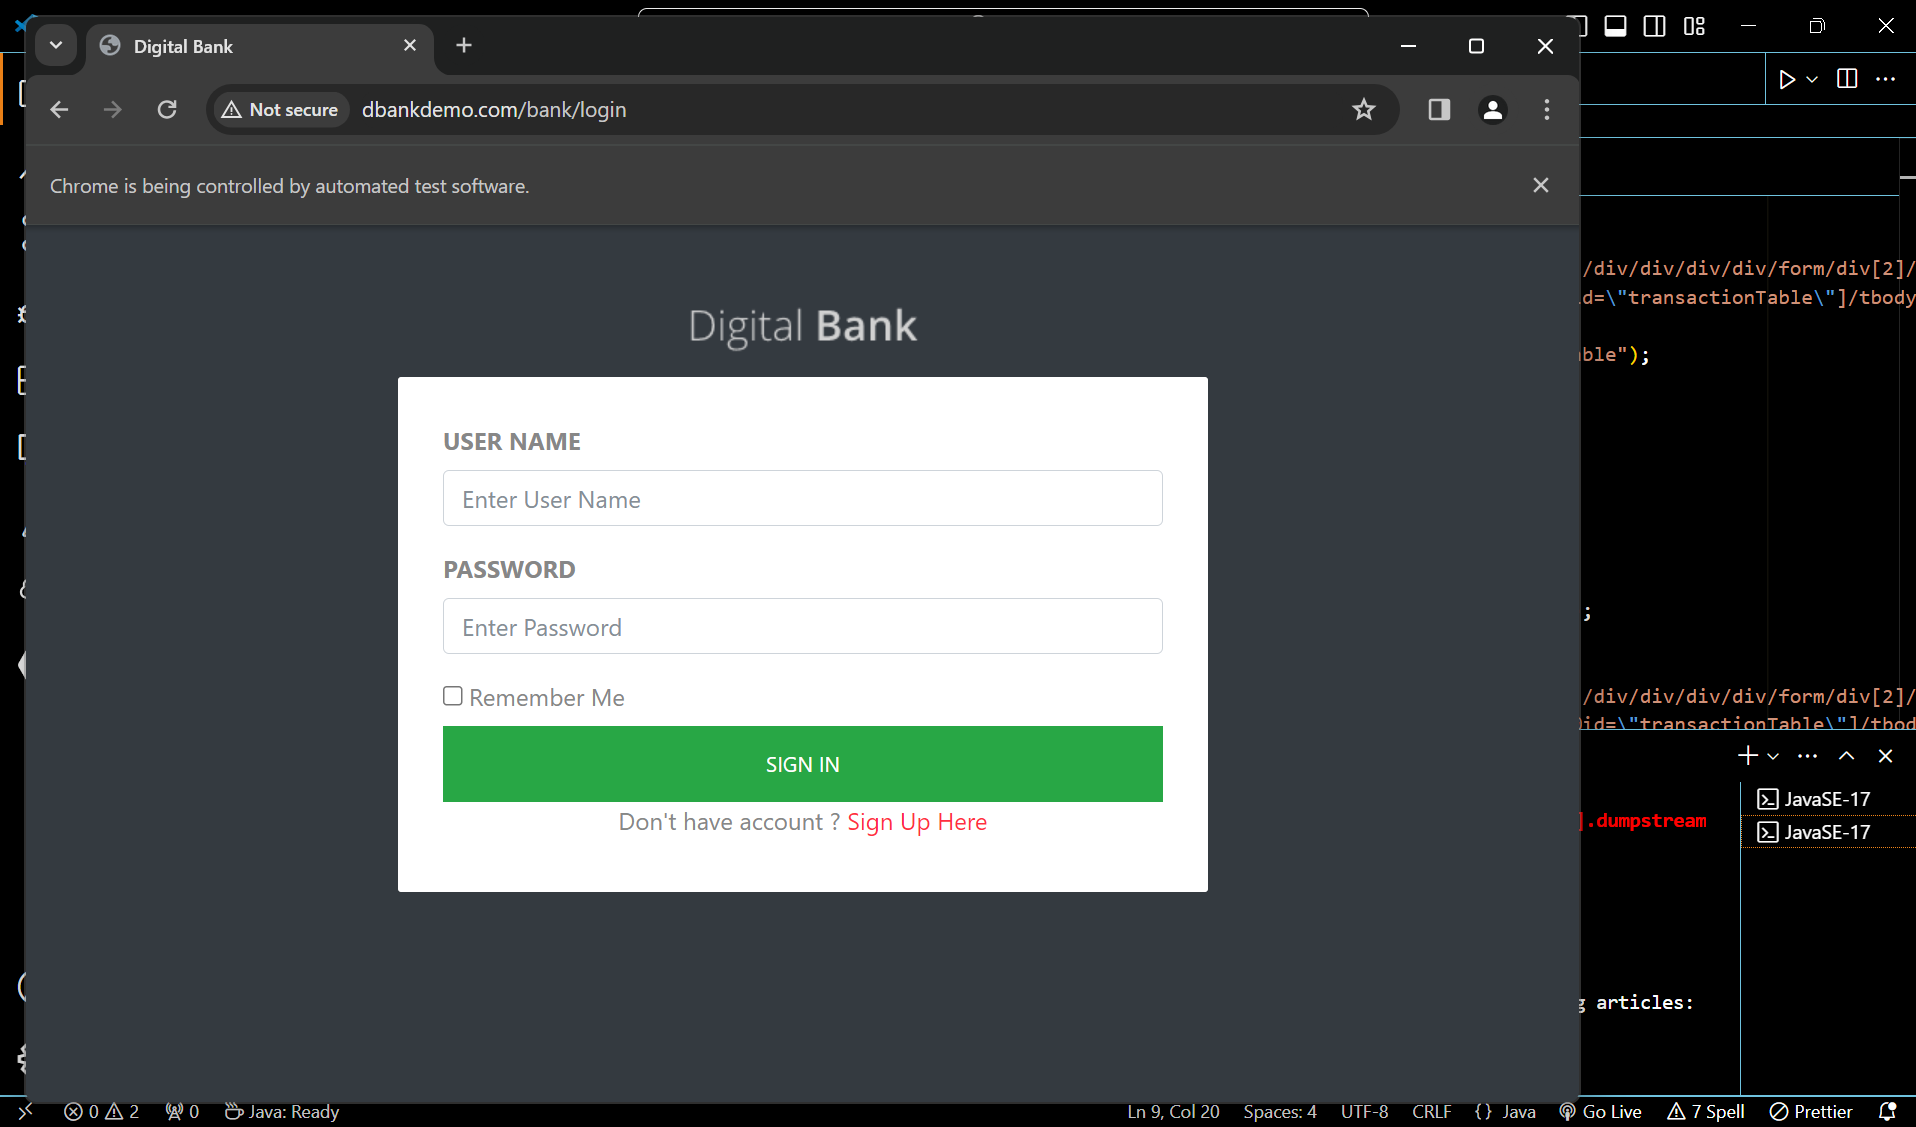 Digital Bank
Not secure
dbankdemo.com/bank/login
Chrome is being controlled by automated test software.
Digital Bank
USER NAME
Enter User Name
PASSWORD
Enter Password
Remember Me
SIGN IN
Don't have account ? Sign Up Here
/div/div/div/div/form/div[2]/
d=\"transactionTable\"]/tbody
ble");
;
/div/div/div/div/form/div[2]/
id=\"transactionTable\"]/tbod
].dumpstream
JavaSE-17
JavaSE-17
articles:
0
2
0
Java: Ready
Ln 9, Col 20
Spaces: 4
UTF-8
CRLF
{ } Java
Go Live
7 Spell
Prettier